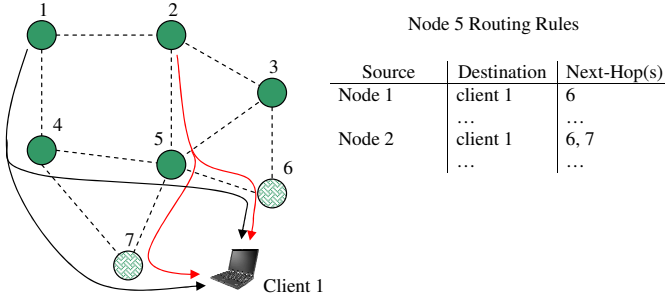 1
2
3
4
5
6
7
Client 1
Node 5 Routing Rules
Source Destination Next-Hop(s)
Node 1 client 1 6
... ...
Node 2 client 1 6, 7
... ...